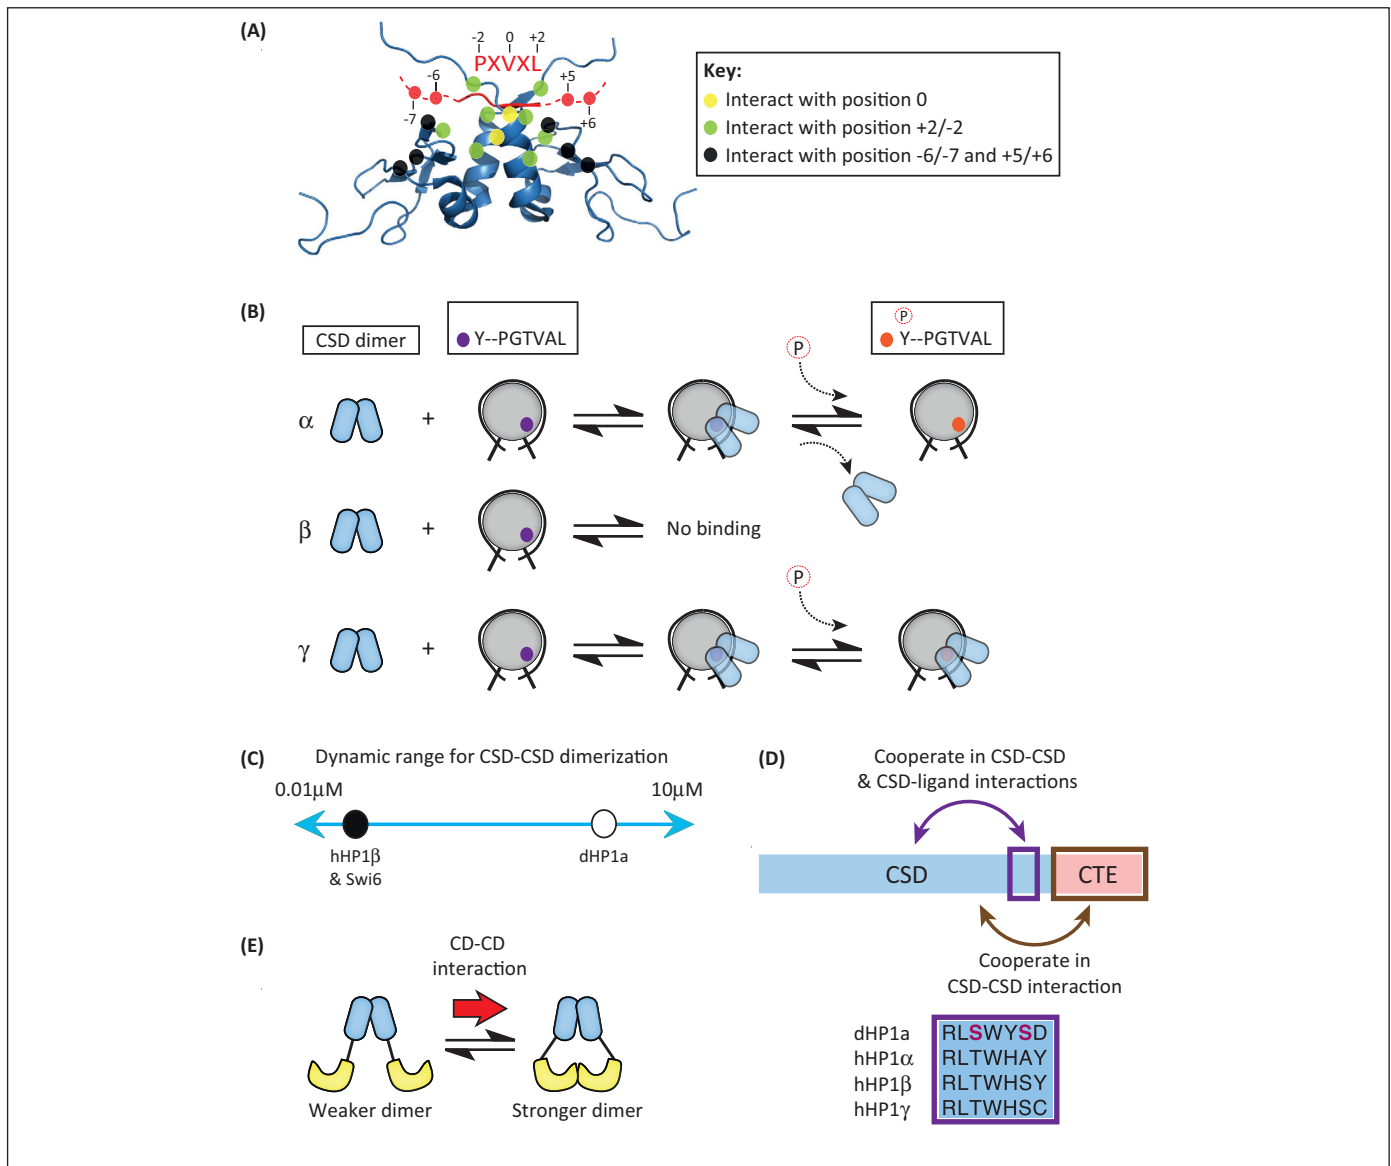 (A)
-2 0 +2
PXVXL
-6
+5
-7
+6
Key:
Interact with position 0
Interact with position +2/-2
Interact with position -6/-7 and +5/+6
(B)
CSD dimer
Y--PGTVAL
P
Y--PGTVAL
P
α
+
β
+
No binding
P
γ
+
(C)
Dynamic range for CSD-CSD dimerization
0.01μM
10μM
hHP1β
& Swi6
dHP1a
(D)
Cooperate in CSD-CSD
& CSD-ligand interactions
CSD
CTE
Cooperate in
CSD-CSD interaction
dHP1a RLSWYSD
hHP1α RLTWHAY
hHP1β RLTWHSY
hHP1γ RLTWHSC
(E)
CD-CD
interaction
Weaker dimer
Stronger dimer